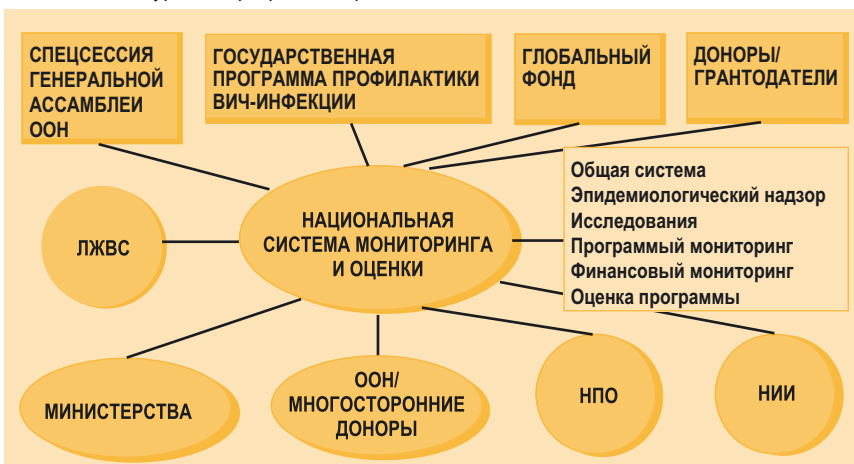 СПЕЦСЕССИЯ
ГЕНЕРАЛЬНОЙ
АССАМБЛЕИ
ООН
ГОСУДАРСТВЕННАЯ
ПРОГРАММА ПРОФИЛАКТИКИ
ВИЧ-ИНФЕКЦИИ
ГЛОБАЛЬНЫЙ
ФОНД
ДОНОРЫ/
ГРАНТОДАТЕЛИ
Общая система
Эпидемиологический надзор
Исследования
Программый мониторинг
Финансовый мониторинг
Оценка программы
ЛЖВС
НАЦИОНАЛЬНАЯ
СИСТЕМА МОНИТОРИНГА
И ОЦЕНКИ
МИНИСТЕРСТВА
ООН/
МНОГОСТОРОННИЕ
ДОНОРЫ
НПО
НИИ